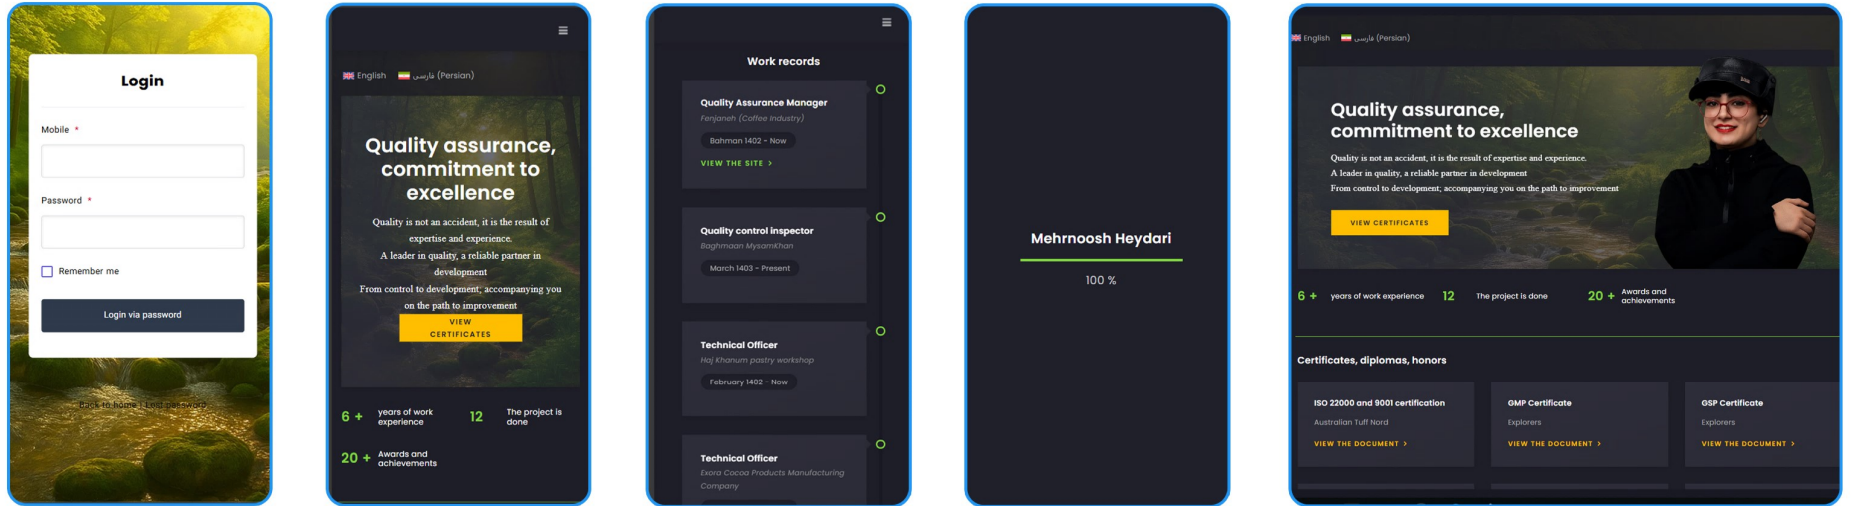 Login
Mobile *
Password *
Remember me
Login via password
Back to home | Lost password
English
فارسی (Persian)
Quality assurance,
commitment to
excellence
Quality is not an accident, it is the result of
expertise and experience.
A leader in quality, a reliable partner in
development
From control to development; accompanying you
on the path to improvement
VIEW
CERTIFICATES
6 + years of work
experience
12 The project is
done
20 + Awards and
achievements
Work records
Quality Assurance Manager
Fenjaneh (Coffee Industry)
Bahman 1402 - Now
VIEW THE SITE >
Quality control inspector
Baghmaan MysamKhan
March 1403 - Present
Technical Officer
Haj Khanum pastry workshop
February 1402 - Now
Technical Officer
Exora Cocoa Products Manufacturing
Company
Mehrnoosh Heydari
100 %
English
فارسی (Persian)
Quality assurance,
commitment to excellence
Quality is not an accident, it is the result of expertise and experience.
A leader in quality, a reliable partner in development
From control to development; accompanying you on the path to improvement
VIEW CERTIFICATES
6 + years of work experience
12 The project is done
20 + Awards and
achievements
Certificates, diplomas, honors
ISO 22000 and 9001 certification
Australian Tuff Nord
VIEW THE DOCUMENT >
GMP Certificate
Explorers
VIEW THE DOCUMENT >
GSP Certificate
Explorers
VIEW THE DOCUMENT >